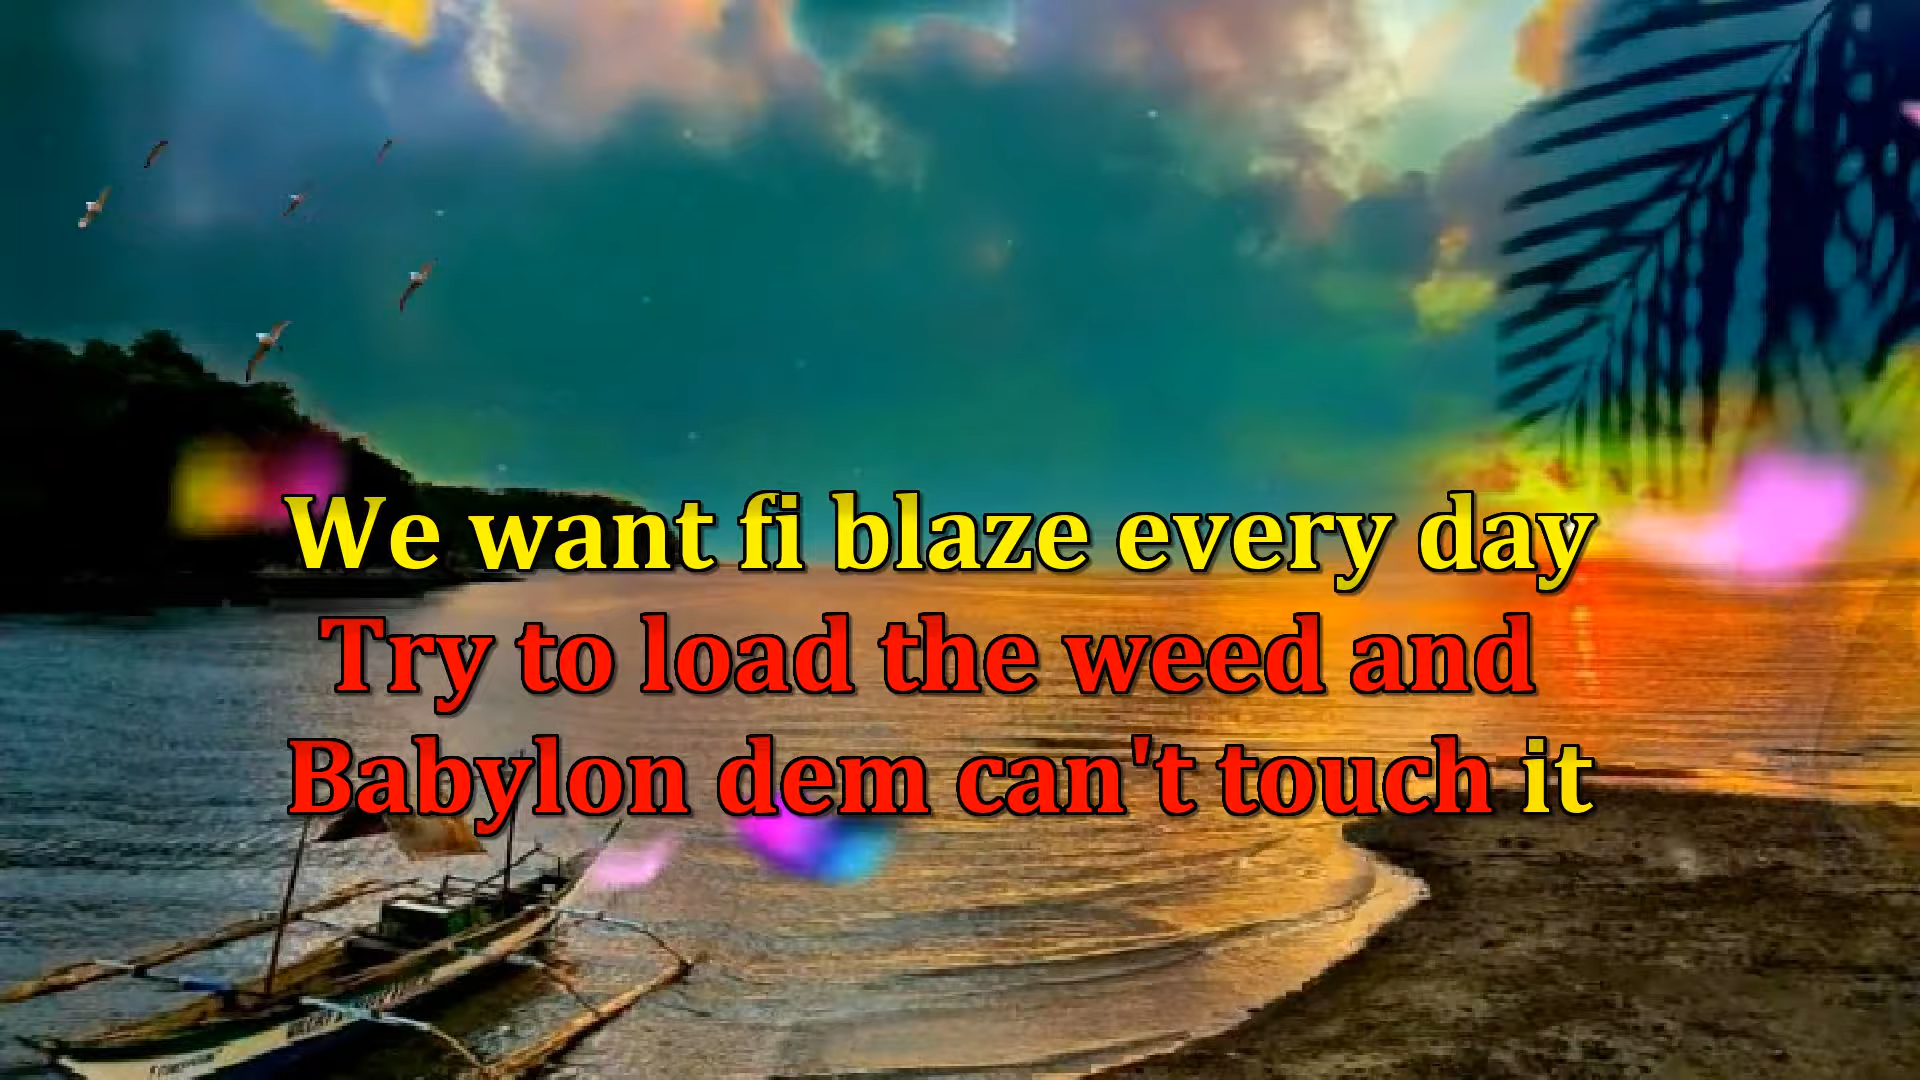 We want fi blaze every day
Try to load the weed and
Babylon dem can't touch it